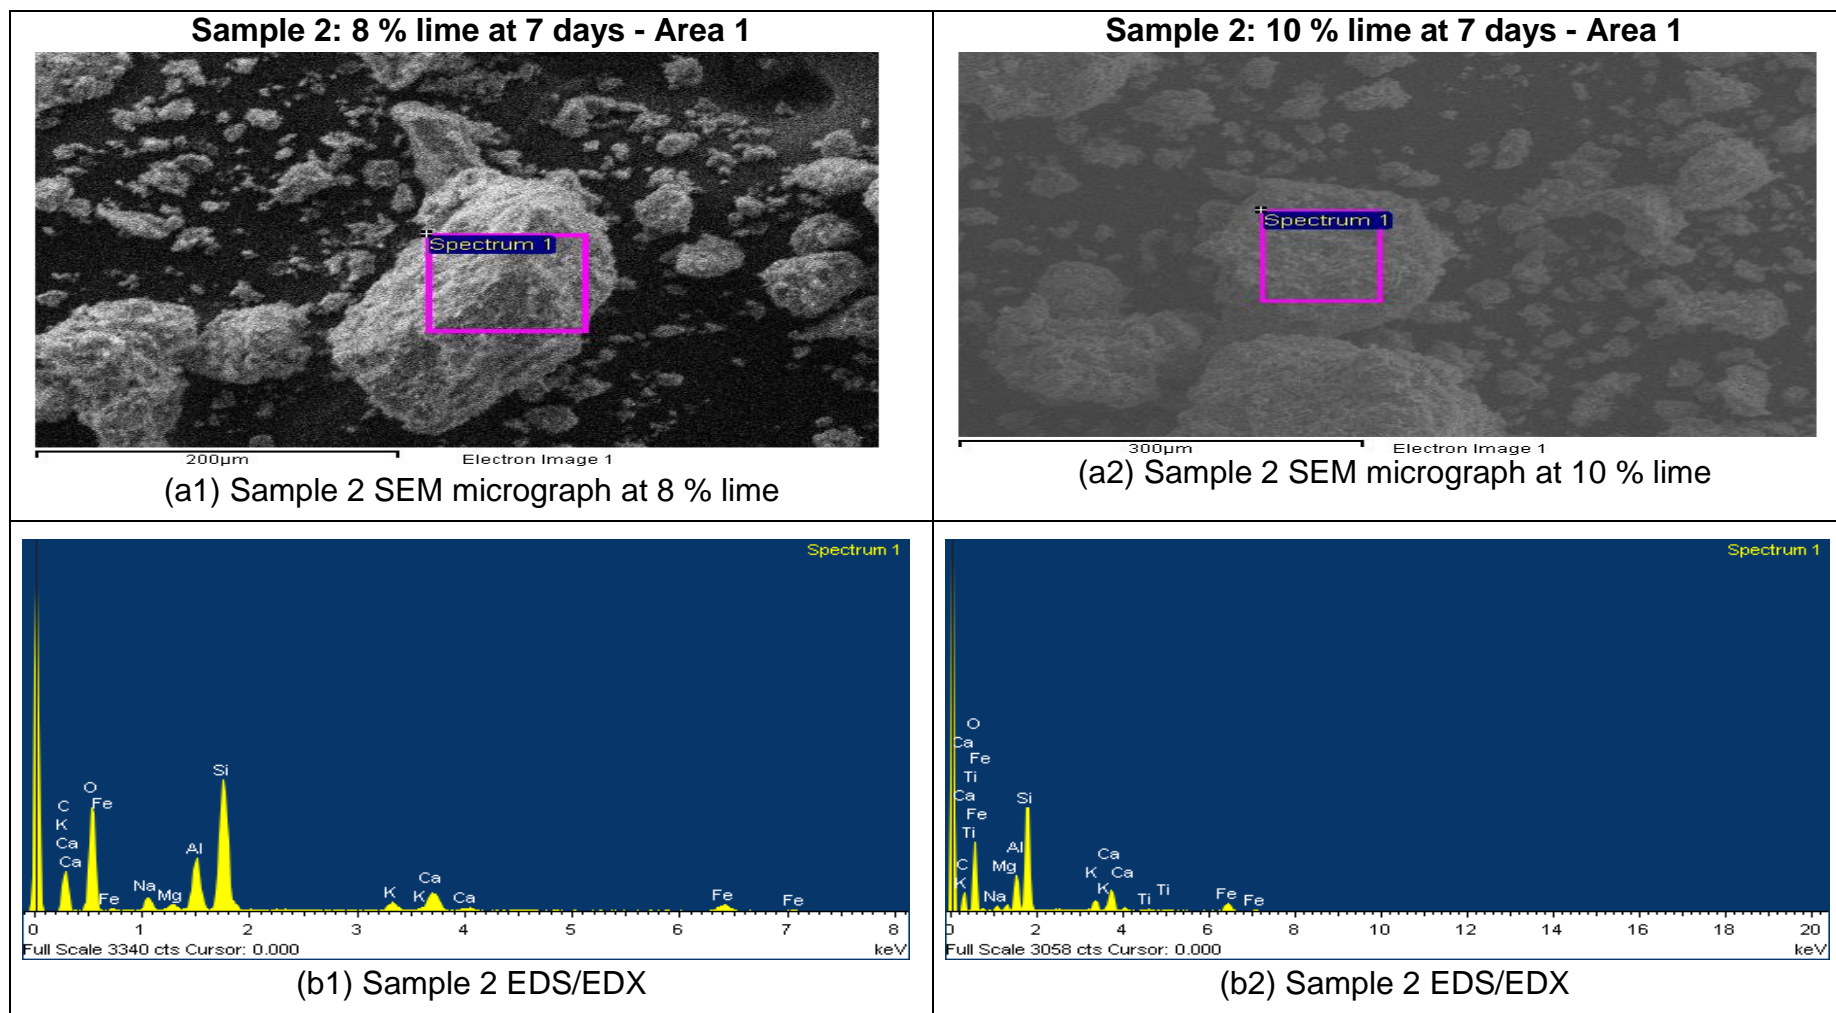 Sample 2: 8 % lime at 7 days - Area 1
Spectrum 1
200µm
Electron Image 1
(a1) Sample 2 SEM micrograph at 8 % lime
Sample 2: 10 % lime at 7 days - Area 1
Spectrum 1
300µm
Electron Image 1
(a2) Sample 2 SEM micrograph at 10 % lime
Spectrum 1
Si
O
C
Fe
K
Ca
Al
Ca
Na
Ca
Mg
K
Fe
Fe
K
Ca
Fe
0 1 2 3 4 5 6 7 8
Full Scale 3340 cts Cursor: 0.000 keV
(b1) Sample 2 EDS/EDX
Spectrum 1
O
Ca
Fe
Ti
Ca
Si
Fe
Ti
Al
Ca
C
Mg
K
Ca
K
Na
K
Ti
Ti
Fe
Fe
0 2 4 6 8 10 12 14 16 18 20
Full Scale 3058 cts Cursor: 0.000 keV
(b2) Sample 2 EDS/EDX